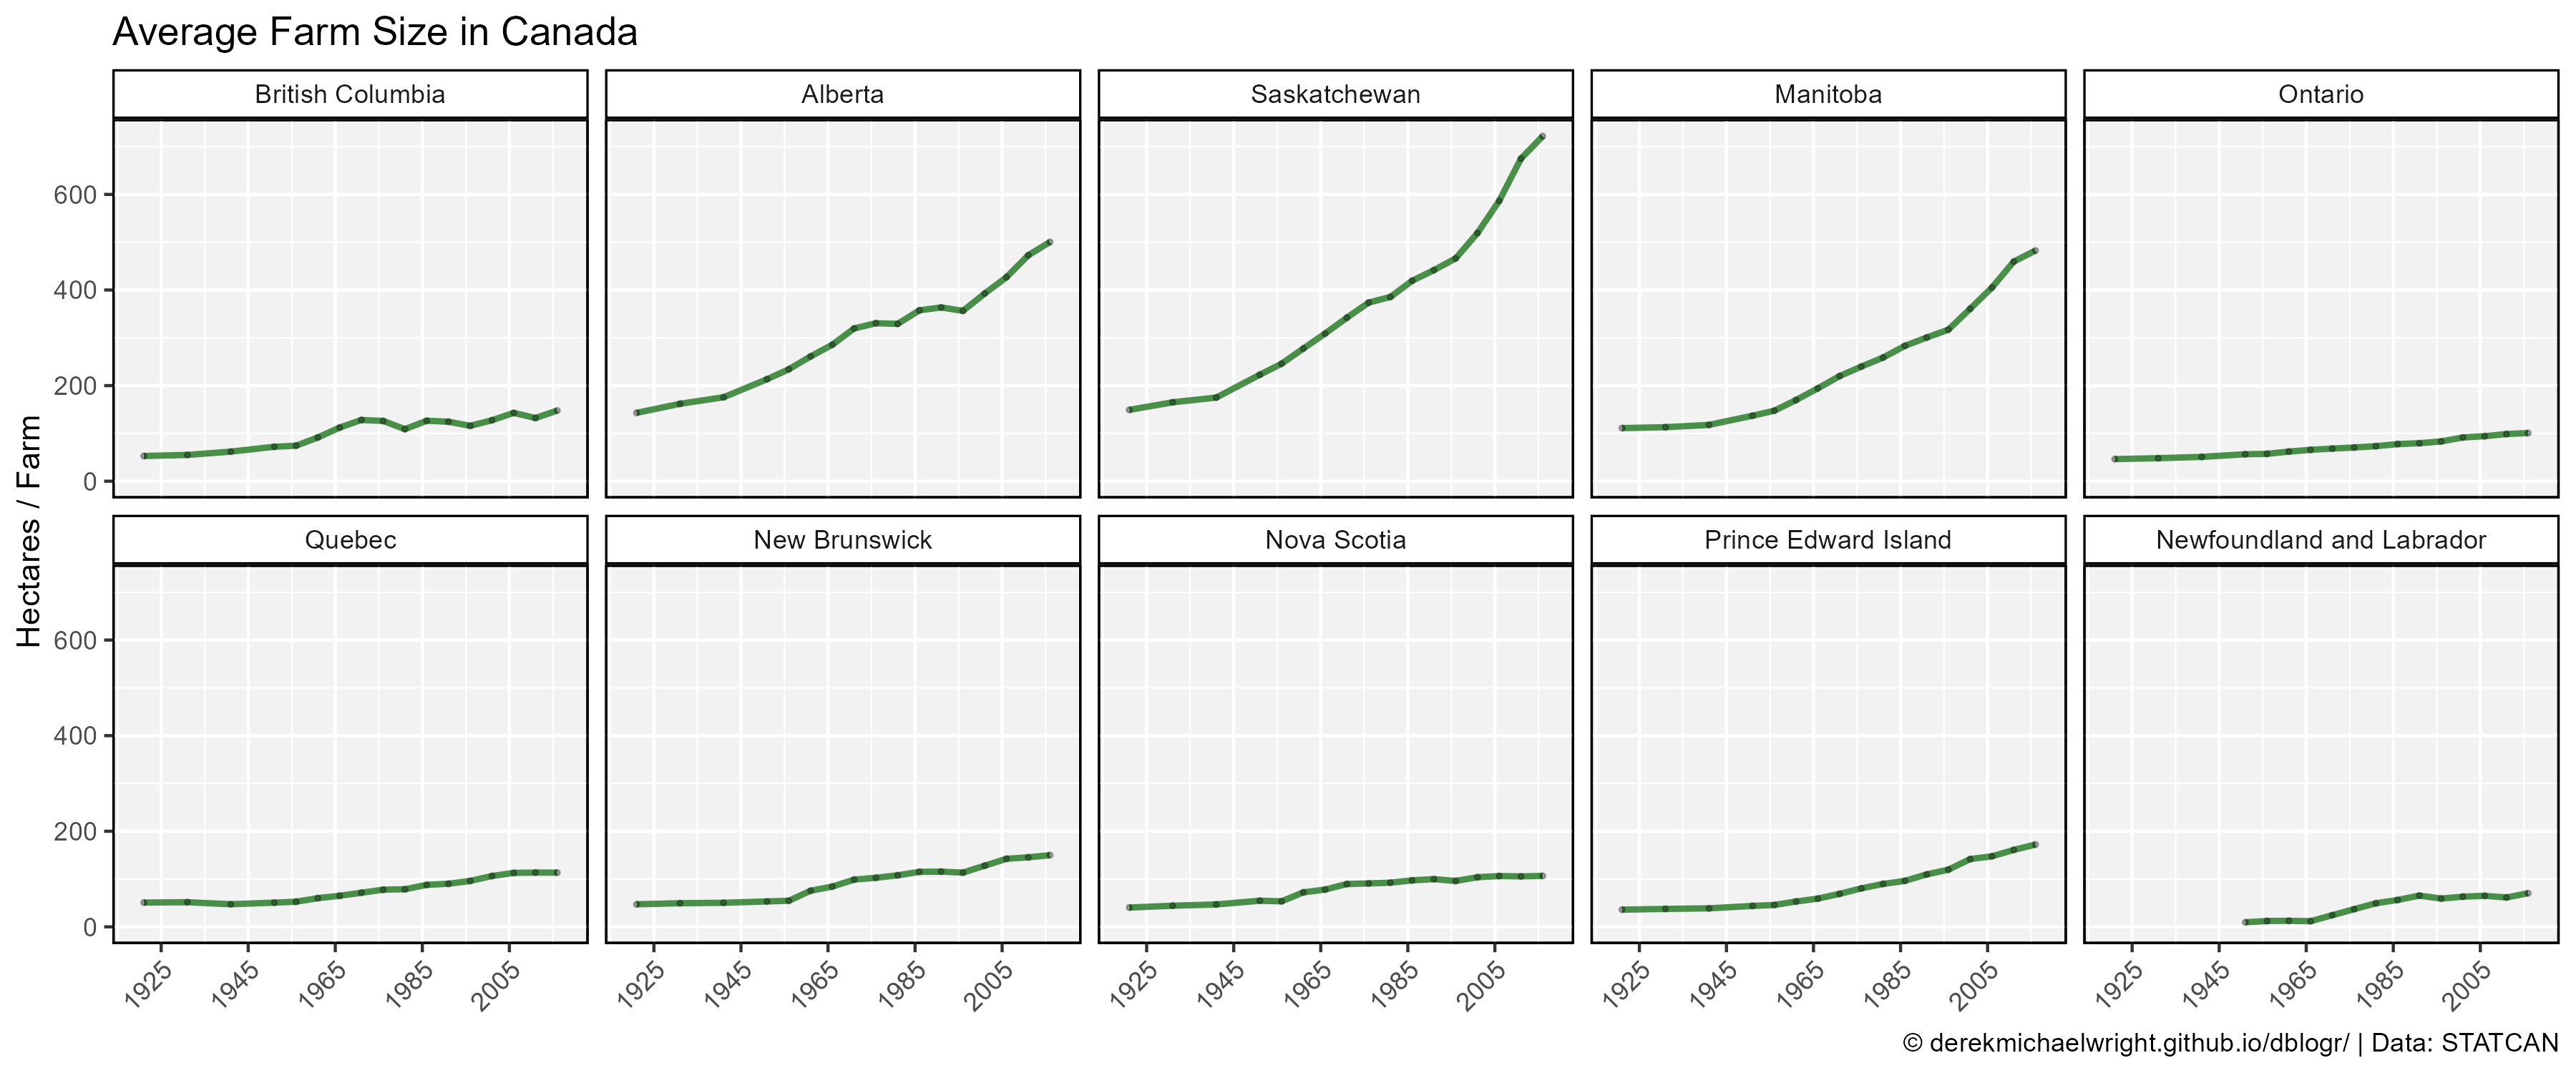 Average Farm Size in Canada
British Columbia
Alberta
Saskatchewan
Manitoba
Ontario
600
400
200
0
Hectares / Farm
Quebec
New Brunswick
Nova Scotia
Prince Edward Island
Newfoundland and Labrador
600
400
200
0
1925 1945 1965 1985 2005
1925 1945 1965 1985 2005
1925 1945 1965 1985 2005
1925 1945 1965 1985 2005
1925 1945 1965 1985 2005
© derekmichaelwright.github.io/dblogr/ | Data: STATCAN